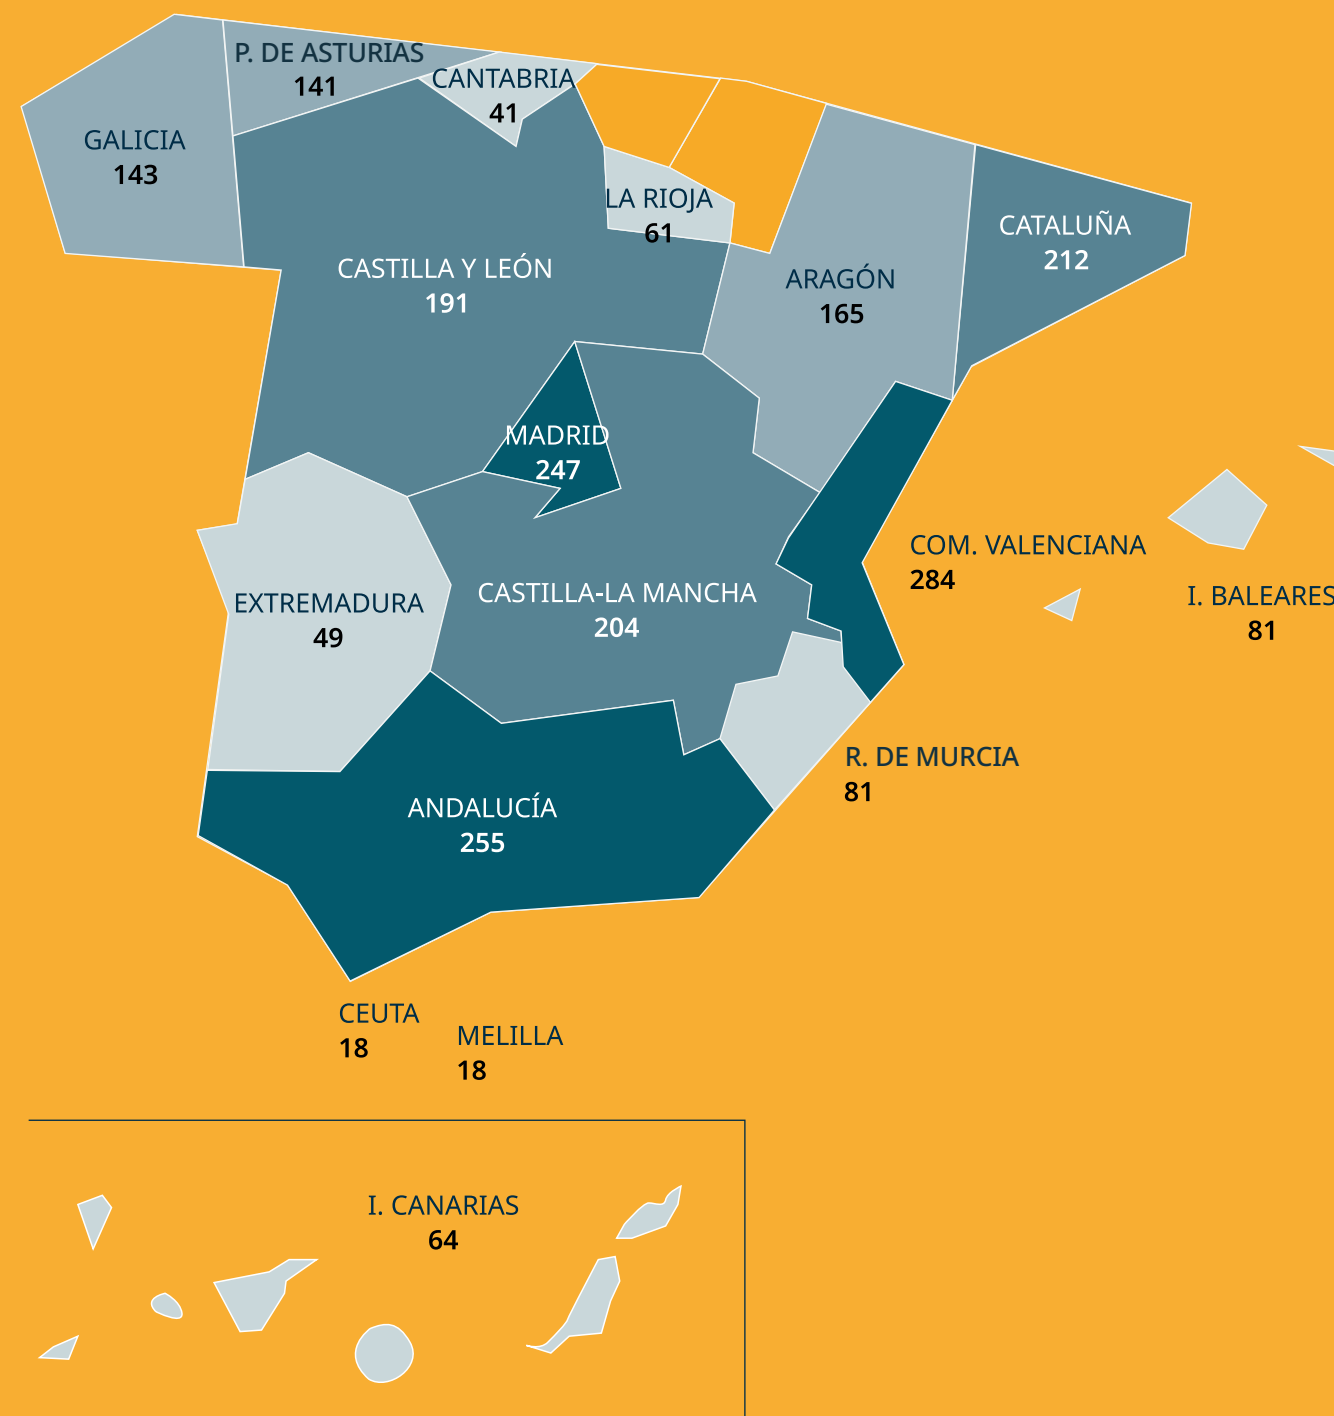 P. DE ASTURIAS
141
CANTABRIA
41
GALICIA
143
LA RIOJA
61
CATALUÑA
212
CASTILLA Y LEÓN
191
ARAGÓN
165
MADRID
247
COM. VALENCIANA
284
EXTREMADURA
49
CASTILLA-LA MANCHA
204
I. BALEARES
81
R. DE MURCIA
81
ANDALUCÍA
255
CEUTA
18
MELILLA
18
I. CANARIAS
64